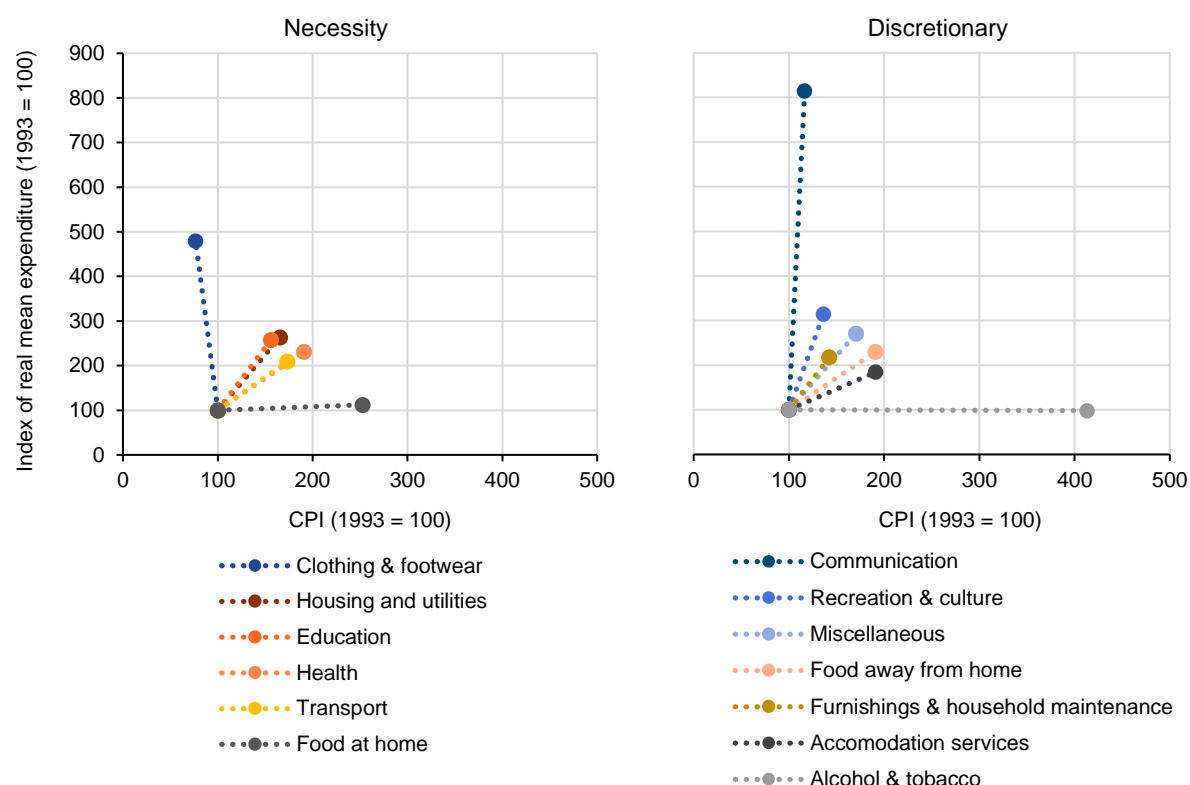 Necessity
Index of real mean expenditure (1993 = 100)
900
800
700
600
500
400
300
200
100
0
0 100 200 300 400 500
CPI (1993 = 100)
Clothing & footwear
Housing and utilities
Education
Health
Transport
Food at home
Discretionary
0 100 200 300 400 500
CPI (1993 = 100)
Communication
Recreation & culture
Miscellaneous
Food away from home
Furnishings & household maintenance
Accomodation services
Alcohol & tobacco